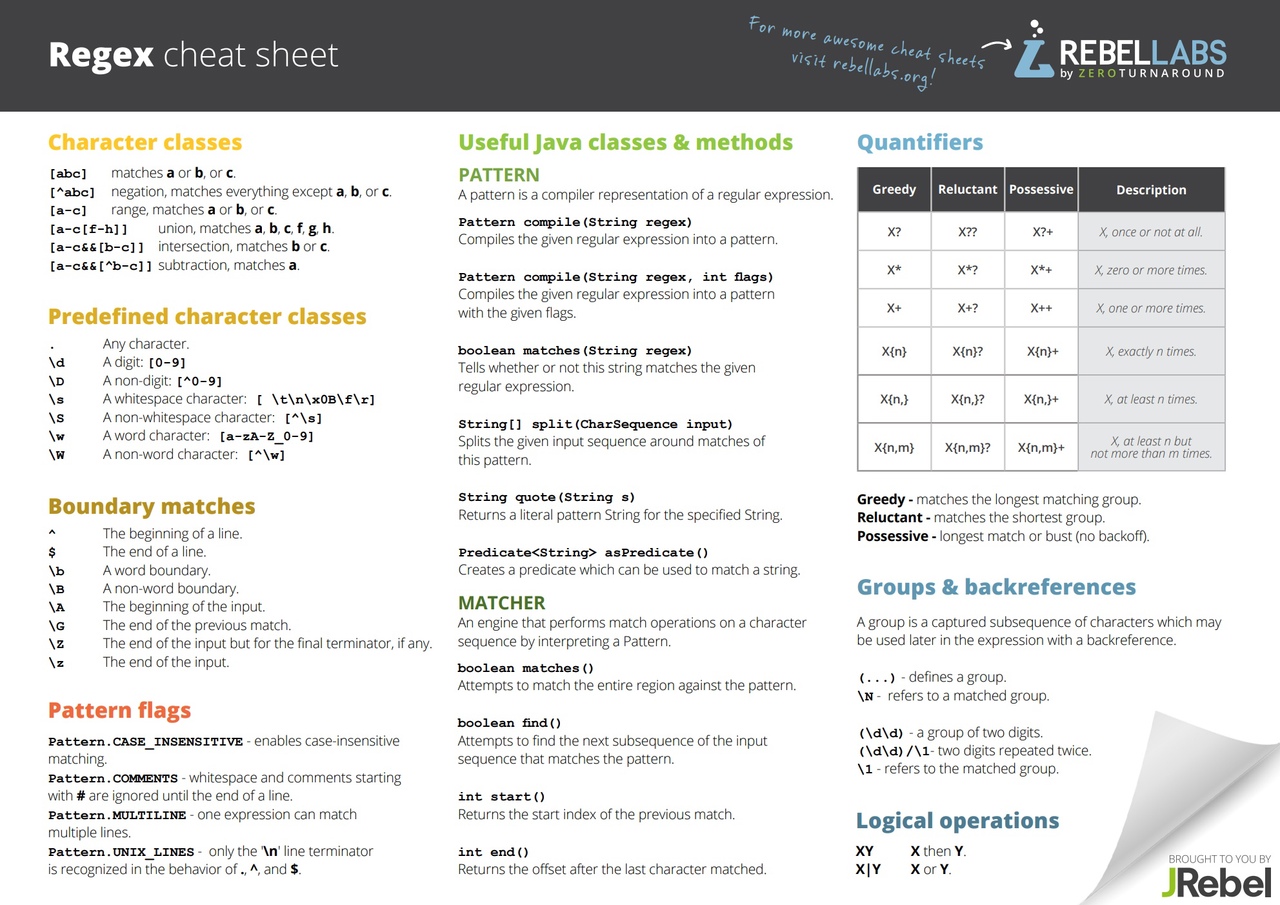 Regex cheat sheet
For more awesome cheat sheets
visit rebellabs.org!
REBELLABS
by ZEROTURNAROUND
Character classes
[abc] matches a or b, or c.
[^abc] negation, matches everything except a, b, or c.
[a-c] range, matches a or b, or c.
[a-c[f-h]] union, matches a, b, c, f, g, h.
[a-c&&[b-c]] intersection, matches b or c.
[a-c&&[^b-c]] subtraction, matches a.
Predefined character classes
. Any character.
\d A digit: [0-9]
\D A non-digit: [^0-9]
\s A whitespace character: [ \t\n\x0B\f\r]
\S A non-whitespace character: [^\s]
\w A word character: [a-zA-Z_0-9]
\W A non-word character: [^\w]
Boundary matches
^ The beginning of a line.
$ The end of a line.
\b A word boundary.
\B A non-word boundary.
\A The beginning of the input.
\G The end of the previous match.
\Z The end of the input but for the final terminator, if any.
\z The end of the input.
Pattern flags
Pattern.CASE_INSENSITIVE - enables case-insensitive
matching.
Pattern.COMMENTS - whitespace and comments starting
with # are ignored until the end of a line.
Pattern.MULTILINE - one expression can match
multiple lines.
Pattern.UNIX_LINES - only the '\n' line terminator
is recognized in the behavior of ., ^, and $.
Useful Java classes & methods
PATTERN
A pattern is a compiler representation of a regular expression.
Pattern compile(String regex)
Compiles the given regular expression into a pattern.
Pattern compile(String regex, int flags)
Compiles the given regular expression into a pattern
with the given flags.
boolean matches(String regex)
Tells whether or not this string matches the given
regular expression.
String[] split(CharSequence input)
Splits the given input sequence around matches of
this pattern.
String quote(String s)
Returns a literal pattern String for the specified String.
Predicate<String> asPredicate()
Creates a predicate which can be used to match a string.
MATCHER
An engine that performs match operations on a character
sequence by interpreting a Pattern.
boolean matches()
Attempts to match the entire region against the pattern.
boolean find()
Attempts to find the next subsequence of the input
sequence that matches the pattern.
int start()
Returns the start index of the previous match.
int end()
Returns the offset after the last character matched.
Quantifiers
Greedy Reluctant Possessive Description
X? X?? X?+ X, once or not at all.
X* X*? X*+ X, zero or more times.
X+ X+? X++ X, one or more times.
X{n} X{n}? X{n}+ X, exactly n times.
X{n,} X{n,}? X{n,}+ X, at least n times.
X{n,m} X{n,m}? X{n,m}+ X, at least n but
not more than m times.
Greedy - matches the longest matching group.
Reluctant - matches the shortest group.
Possessive - longest match or bust (no backoff).
Groups & backreferences
A group is a captured subsequence of characters which may
be used later in the expression with a backreference.
(...) - defines a group.
\N - refers to a matched group.
(\d\d) - a group of two digits.
(\d\d)/\1- two digits repeated twice.
\1 - refers to the matched group.
Logical operations
XY X then Y.
X|Y X or Y.
BROUGHT TO YOU BY
JRebel